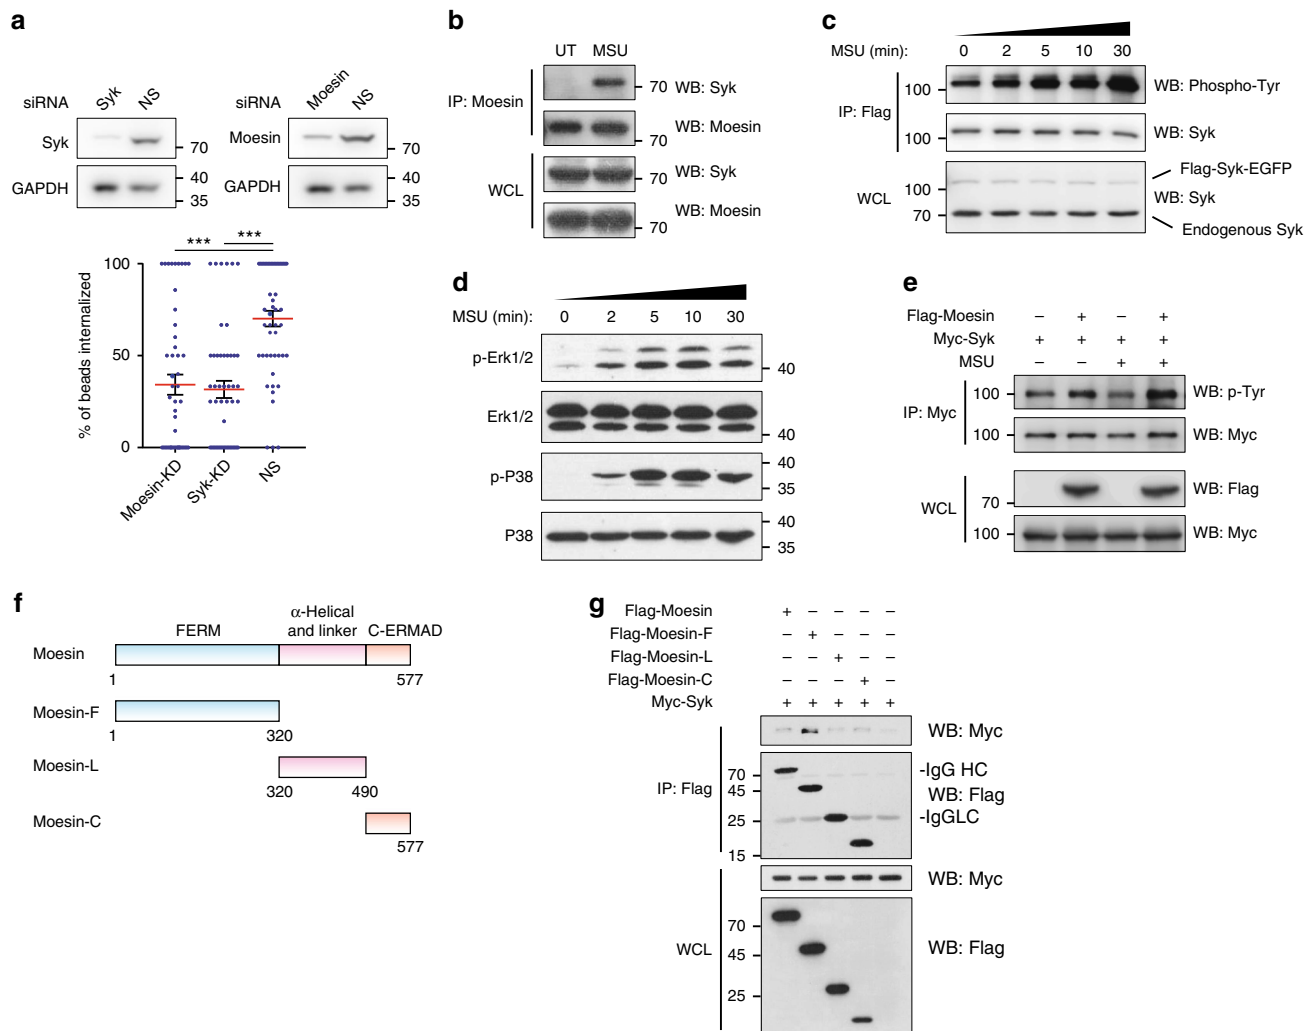 a
siRNA Syk NS
Syk 70
GAPDH 40
35
siRNA Moesin NS
Moesin 70
GAPDH 40
35
*** ***
% of beads internalized
100
50
0
Moesin-KD Syk-KD NS
b
UT MSU
IP: Moesin
70 WB: Syk
70 WB: Moesin
WCL
70 WB: Syk
70 WB: Moesin
c
MSU (min): 0 2 5 10 30
IP: Flag
100 WB: Phospho-Tyr
100 WB: Syk
WCL
100
70
Flag-Syk-EGFP
WB: Syk
Endogenous Syk
d
MSU (min): 0 2 5 10 30
p-Erk1/2 40
Erk1/2 40
p-P38 40
35
P38 40
35
e
Flag-Moesin – + – +
Myc-Syk + + + +
MSU – – + +
IP: Myc
100 WB: p-Tyr
100 WB: Myc
WCL
70 WB: Flag
100 WB: Myc
f
FERM α-Helical and linker C-ERMAD
Moesin
1 577
Moesin-F
1 320
Moesin-L
320 490
Moesin-C
577
g
Flag-Moesin + – – – –
Flag-Moesin-F – + – – –
Flag-Moesin-L – – + – –
Flag-Moesin-C – – – + –
Myc-Syk + + + + +
IP: Flag
WB: Myc
70 -IgG HC
45 WB: Flag
25 -IgGLC
15
WCL
WB: Myc
70
45 WB: Flag
25